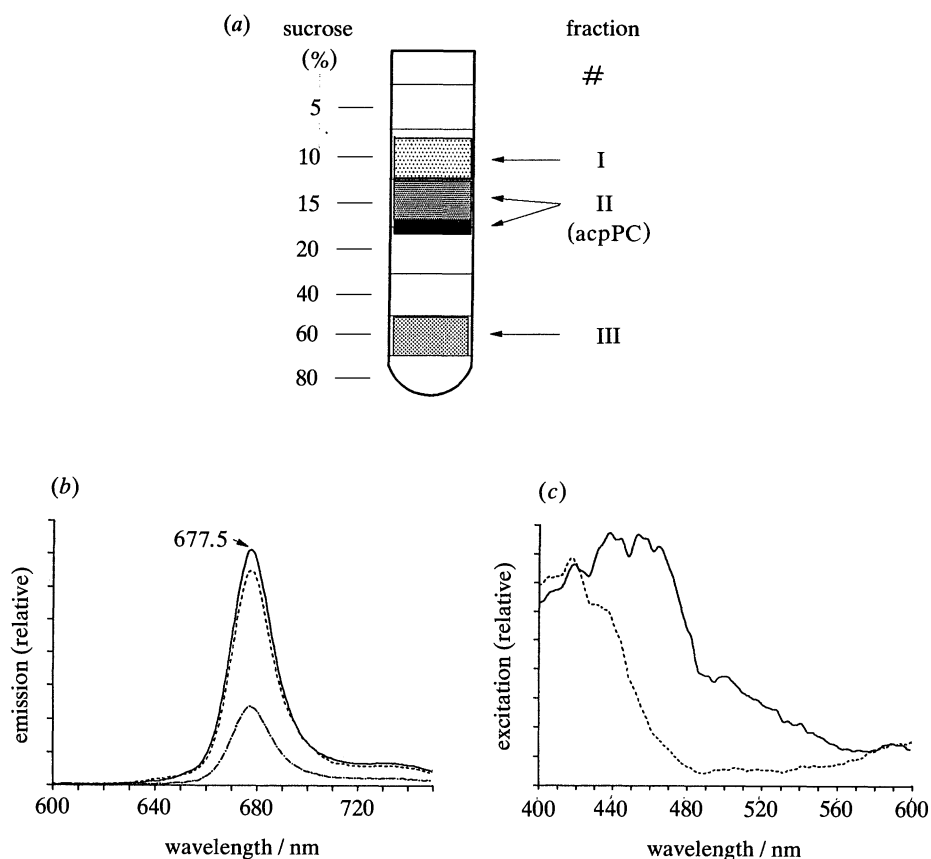 (a) sucrose fraction
(%) #
5
10 I
15 II
(acpPC)
20
40
60 III
80
(b)
677.5
emission (relative)
600 640 680 720
wavelength / nm
(c)
excitation (relative)
400 440 480 520 560 600
wavelength / nm